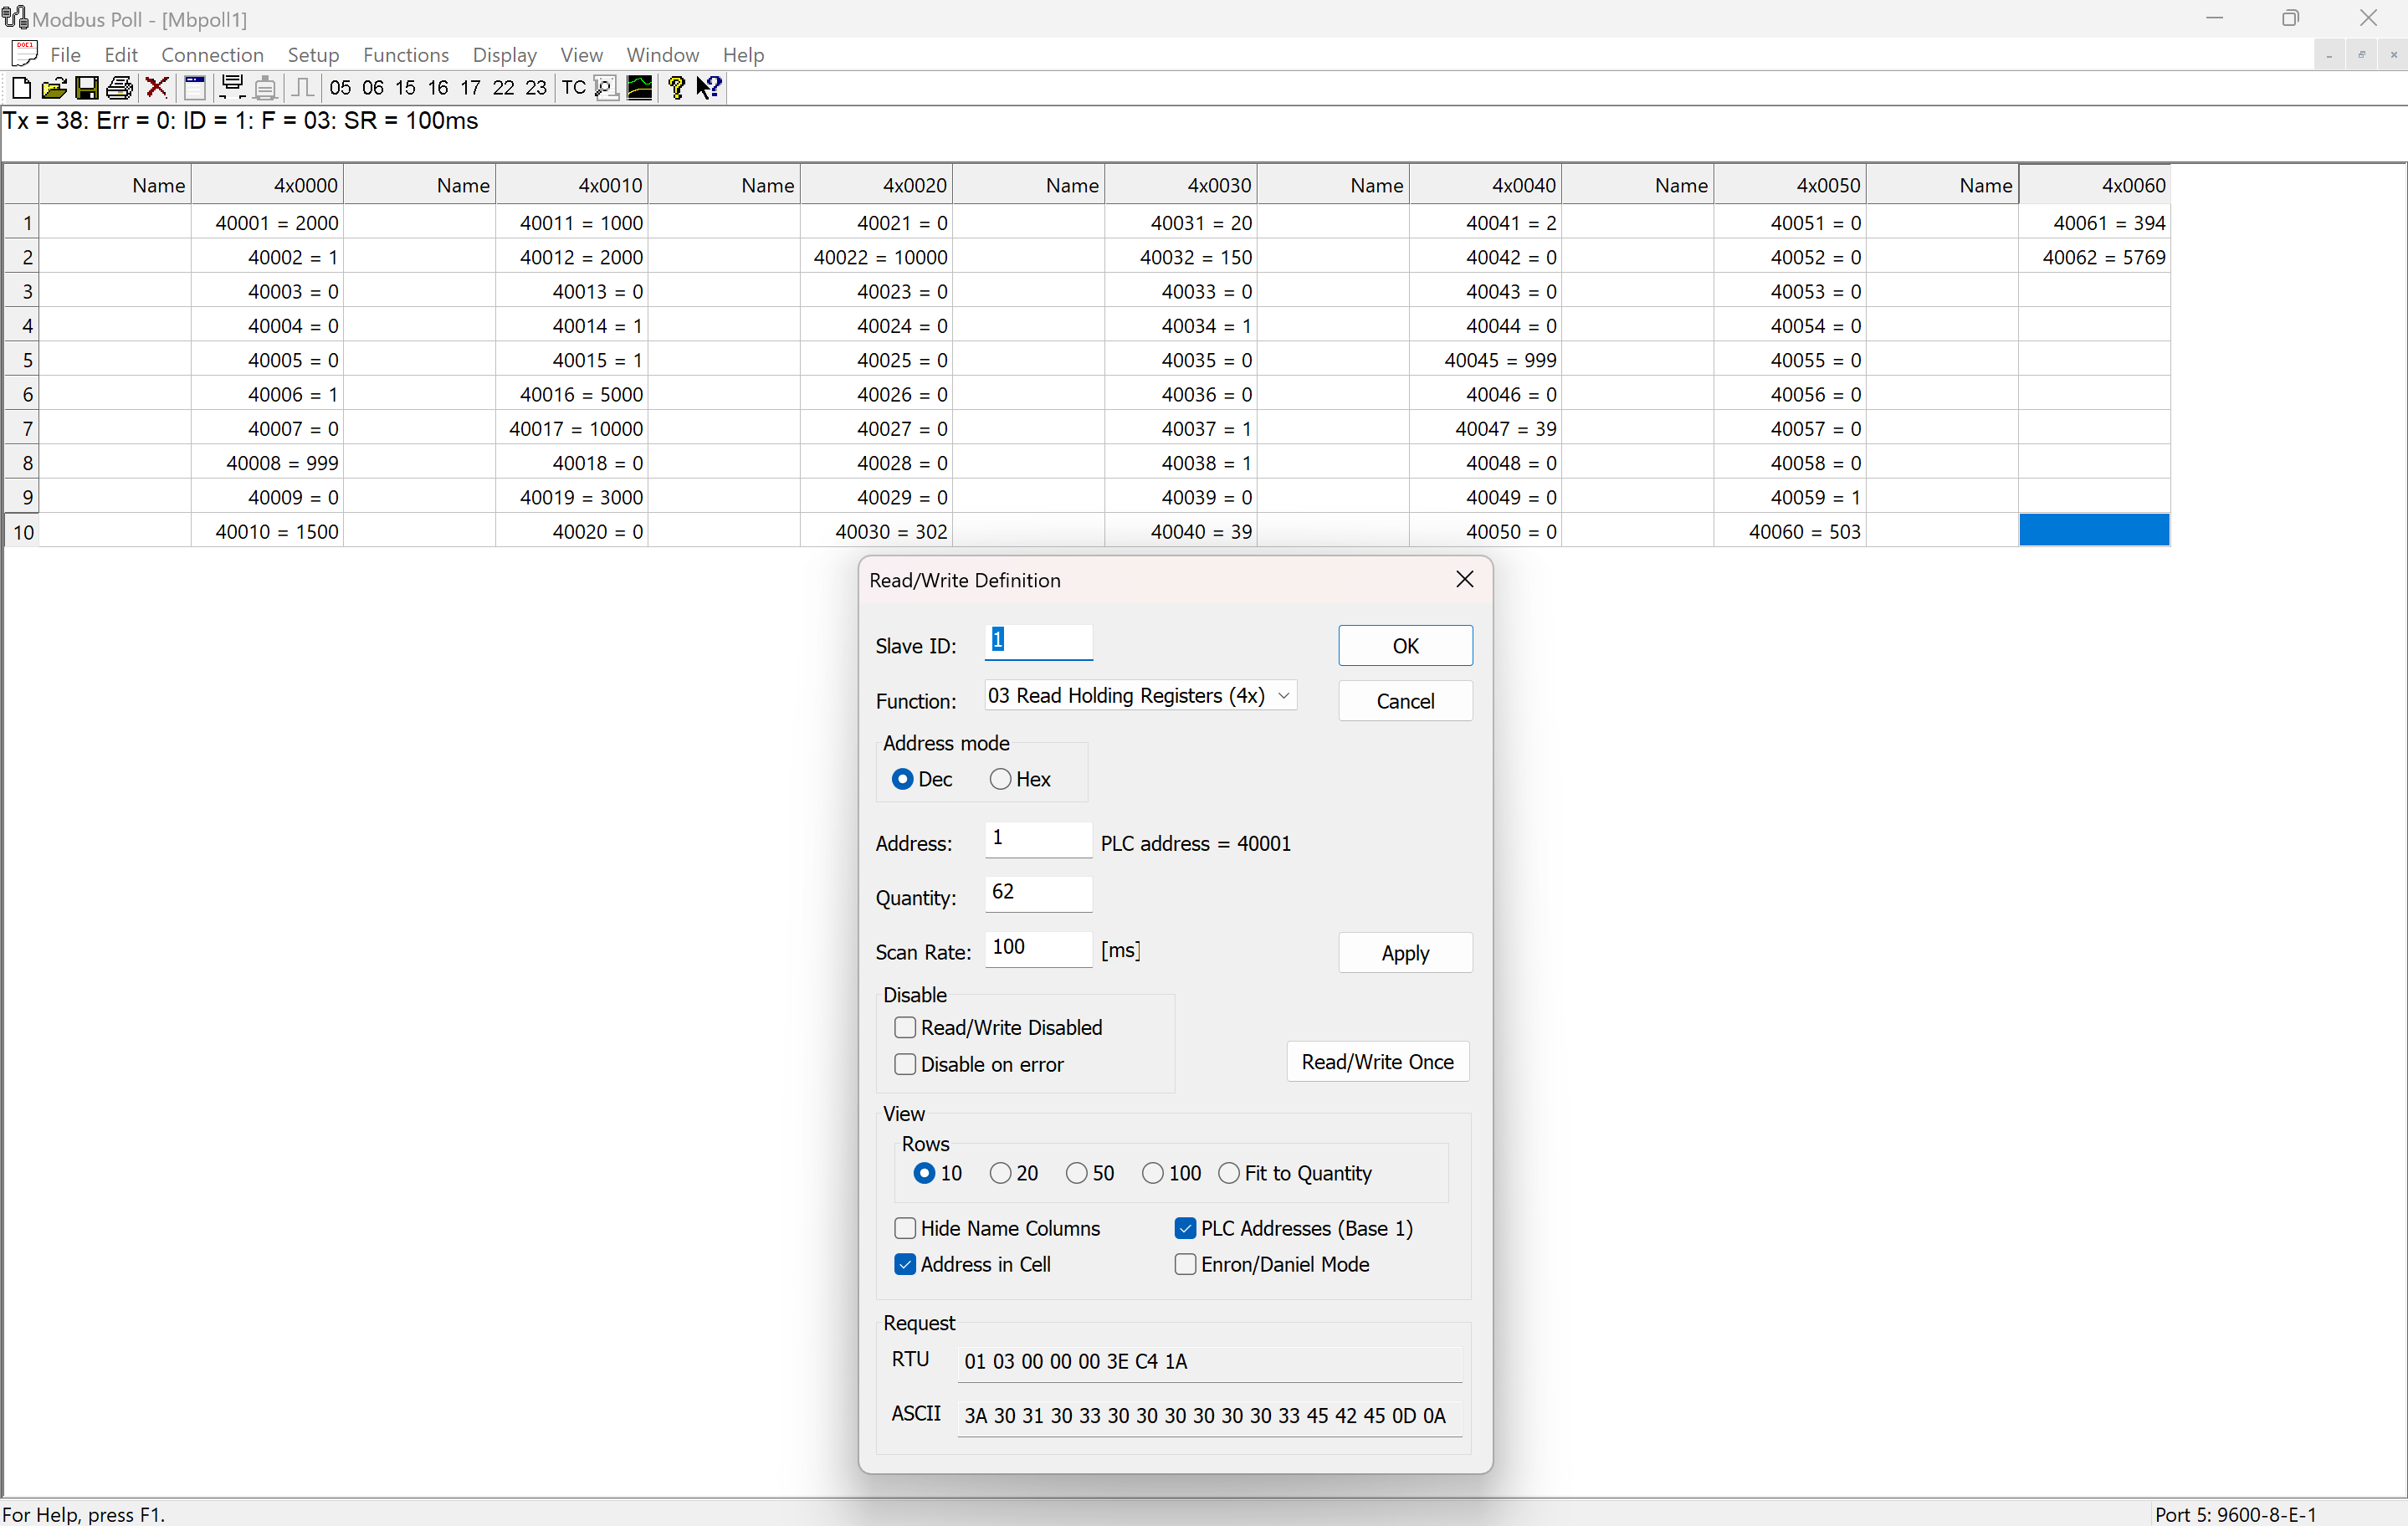 Modbus Poll - [Mbpoll1]
File Edit Connection Setup Functions Display View Window Help
05 06 15 16 17 22 23 TC
Tx = 38: Err = 0: ID = 1: F = 03: SR = 100ms
Name 4x0000 Name 4x0010 Name 4x0020 Name 4x0030 Name 4x0040 Name 4x0050 Name 4x0060
1 40001 = 2000 40011 = 1000 40021 = 0 40031 = 20 40041 = 2 40051 = 0 40061 = 394
2 40002 = 1 40012 = 2000 40022 = 10000 40032 = 150 40042 = 0 40052 = 0 40062 = 5769
3 40003 = 0 40013 = 0 40023 = 0 40033 = 0 40043 = 0 40053 = 0
4 40004 = 0 40014 = 1 40024 = 0 40034 = 1 40044 = 0 40054 = 0
5 40005 = 0 40015 = 1 40025 = 0 40035 = 0 40045 = 999 40055 = 0
6 40006 = 1 40016 = 5000 40026 = 0 40036 = 0 40046 = 0 40056 = 0
7 40007 = 0 40017 = 10000 40027 = 0 40037 = 1 40047 = 39 40057 = 0
8 40008 = 999 40018 = 0 40028 = 0 40038 = 1 40048 = 0 40058 = 0
9 40009 = 0 40019 = 3000 40029 = 0 40039 = 0 40049 = 0 40059 = 1
10 40010 = 1500 40020 = 0 40030 = 302 40040 = 39 40050 = 0 40060 = 503
Read/Write Definition
Slave ID: 1 OK
Function: 03 Read Holding Registers (4x) Cancel
Address mode
Dec Hex
Address: 1 PLC address = 40001
Quantity: 62
Scan Rate: 100 [ms] Apply
Disable
Read/Write Disabled
Disable on error
Read/Write Once
View
Rows
10 20 50 100 Fit to Quantity
Hide Name Columns PLC Addresses (Base 1)
Address in Cell Enron/Daniel Mode
Request
RTU 01 03 00 00 00 3E C4 1A
ASCII 3A 30 31 30 33 30 30 30 30 30 30 33 45 42 45 0D 0A
For Help, press F1. Port 5: 9600-8-E-1